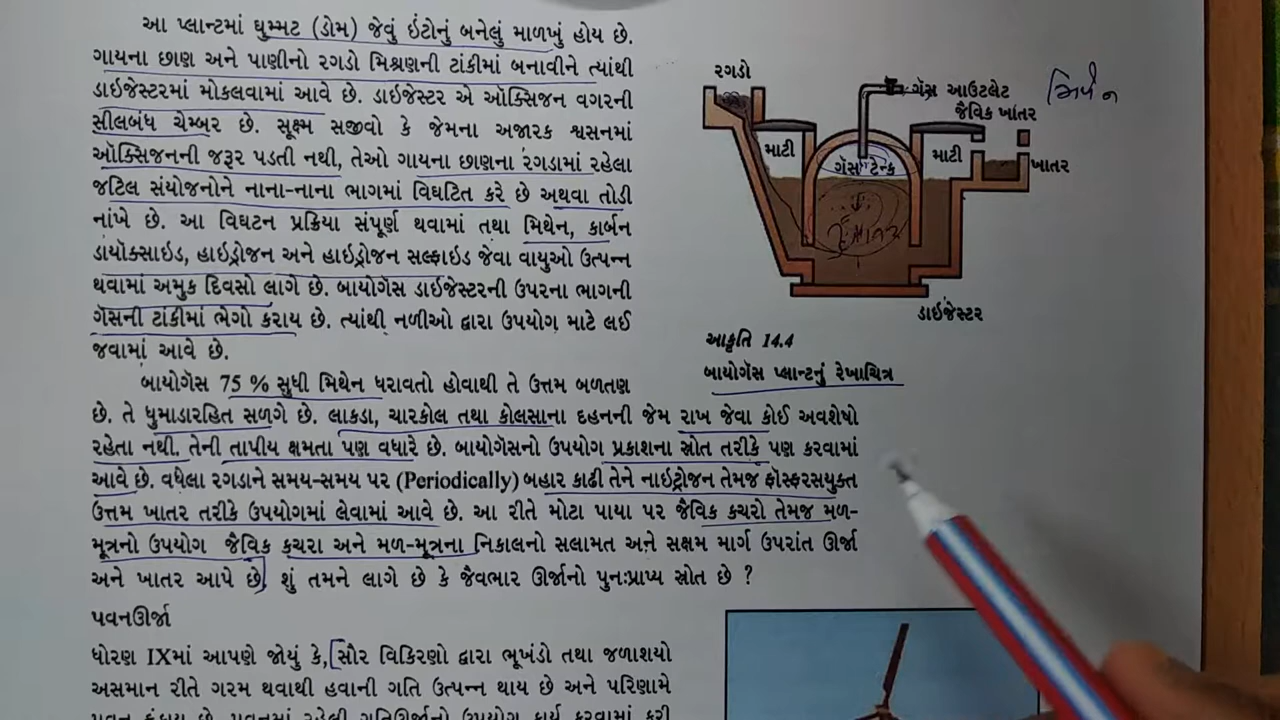 આ પ્લાન્ટમાં ઘુમ્મટ (ડોમ) જેવું ઇંટોનું બનેલું માળખું હોય છે.
ગાયના છાણ અને પાણીનો રગડો મિશ્રણની ટાંકીમાં બનાવીને ત્યાંથી
ડાઇજેસ્ટરમાં મોકલવામાં આવે છે. ડાઇજેસ્ટર એ ઑક્સિજન વગરની
સીલબંધ ચેમ્બર છે. સૂક્ષ્મ સજીવો કે જેમના અજારક શ્વસનમાં
ઑક્સિજનની જરૂર પડતી નથી, તેઓ ગાયના છાણના રગડામાં રહેલા
જટિલ સંયોજનોને નાના-નાના ભાગમાં વિઘટિત કરે છે અથવા તોડી
નાંખે છે. આ વિઘટન પ્રક્રિયા સંપૂર્ણ થવામાં તથા મિથેન, કાર્બન
ડાયૉક્સાઇડ, હાઇડ્રોજન અને હાઇડ્રોજન સલ્ફાઇડ જેવા વાયુઓ ઉત્પન્ન
થવામાં અમુક દિવસો લાગે છે. બાયોગૅસ ડાઇજેસ્ટરની ઉપરના ભાગની
ગૅસની ટાંકીમાં ભેગો કરાય છે. ત્યાંથી નળીઓ દ્વારા ઉપયોગ માટે લઈ
જવામાં આવે છે.
રગડો
ગૅસ આઉટલેટ
જૈવિક ખાતર
માટી
ગૅસ ટેન્ક
માટી
ખાતર
ડાઇજેસ્ટર
આકૃતિ 14.4
બાયોગૅસ પ્લાન્ટનું રેખાચિત્ર
બાયોગૅસ 75 % સુધી મિથેન ધરાવતો હોવાથી તે ઉત્તમ બળતણ
છે. તે ધુમાડારહિત સળગે છે. લાકડા, ચારકોલ તથા કોલસાના દહનની જેમ રાખ જેવા કોઈ અવશેષો
રહેતા નથી. તેની તાપીય ક્ષમતા પણ વધારે છે. બાયોગૅસનો ઉપયોગ પ્રકાશના સ્રોત તરીકે પણ કરવામાં
આવે છે. વધેલા રગડાને સમય-સમય પર (Periodically) બહાર કાઢી તેને નાઇટ્રોજન તેમજ ફૉસ્ફરસયુક્ત
ઉત્તમ ખાતર તરીકે ઉપયોગમાં લેવામાં આવે છે. આ રીતે મોટા પાયા પર જૈવિક કચરો તેમજ મળ-
મૂત્રનો ઉપયોગ જૈવિક કચરા અને મળ-મૂત્રના નિકાલનો સલામત અને સક્ષમ માર્ગ ઉપરાંત ઊર્જા
અને ખાતર આપે છે. શું તમને લાગે છે કે જૈવભાર ઊર્જાનો પુનઃપ્રાપ્ય સ્રોત છે ?
પવનઊર્જા
ધોરણ IXમાં આપણે જોયું કે, સૌર વિકિરણો દ્વારા ભૂખંડો તથા જળાશયો
અસમાન રીતે ગરમ થવાથી હવાની ગતિ ઉત્પન્ન થાય છે અને પરિણામે